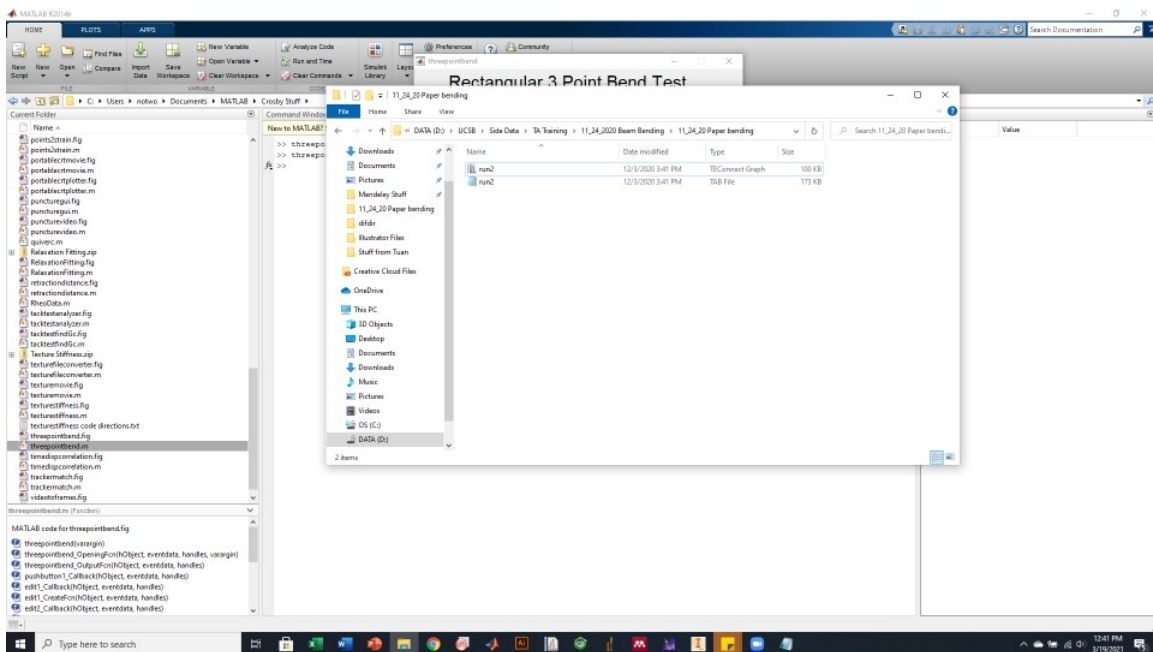 MATLAB R2014b
HOME PLOTS APPS
Search Documentation
New Script
New
Open
Find Files
Compare
Import Data
Save Workspace
New Variable
Open Variable
Clear Workspace
Analyze Code
Run and Time
Clear Commands
Simulink Library
Preferences
Community
FILE VARIABLE CODE
threepointbend
Rectangular 3 Point Bend Test
C: Users notwo Documents MATLAB Crosby Stuff
Current Folder
Name
points2strain.fig
points2strain.m
portablecrtmovie.fig
portablecrtmovie.m
portablecrtplotter.fig
portablecrtplotter.m
puncturegui.fig
puncturegui.m
puncturevideo.fig
puncturevideo.m
quiverc.m
Relaxation Fitting.zip
RelaxationFitting.fig
RelaxationFitting.m
retractiondistance.fig
retractiondistance.m
RheoData.m
tacktestanalyzer.fig
tacktestanalyzer.m
tacktestfindGc.fig
tacktestfindGc.m
Texture Stiffness.zip
texturefileconverter.fig
texturefileconverter.m
texturemovie.fig
texturemovie.m
texturestiffness.fig
texturestiffness.m
texturestiffness code directions.txt
threepointbend.fig
threepointbend.m
timedispcorrelation.fig
timedispcorrelation.m
trackermatch.fig
trackermatch.m
videotoframes.fig
threepointbend.m (Function)
MATLAB code for threepointbend.fig
threepointbend(varargin)
threepointbend_OpeningFcn(hObject, eventdata, handles, varargin)
threepointbend_OutputFcn(hObject, eventdata, handles)
pushbutton1_Callback(hObject, eventdata, handles)
edit1_Callback(hObject, eventdata, handles)
edit1_CreateFcn(hObject, eventdata, handles)
edit2_Callback(hObject, eventdata, handles)
Command Window
New to MATLAB?
>> threepo
>> threepo
fx >>
Value
11_24_20 Paper bending
File Home Share View
« DATA (D:) UCSB Side Data TA Training 11_24_2020 Beam Bending 11_24_20 Paper bending
Search 11_24_20 Paper bendi...
Name Date modified Type Size
run2 12/3/2020 3:41 PM TEConnect Graph 100 KB
run2 12/3/2020 3:41 PM TAB File 173 KB
Downloads
Documents
Pictures
Mendeley Stuff
11_24_20 Paper bending
difdir
Illustrator Files
Stuff from Tuan
Creative Cloud Files
OneDrive
This PC
3D Objects
Desktop
Documents
Downloads
Music
Pictures
Videos
OS (C:)
DATA (D:)
2 items
Type here to search
12:41 PM
3/19/2021